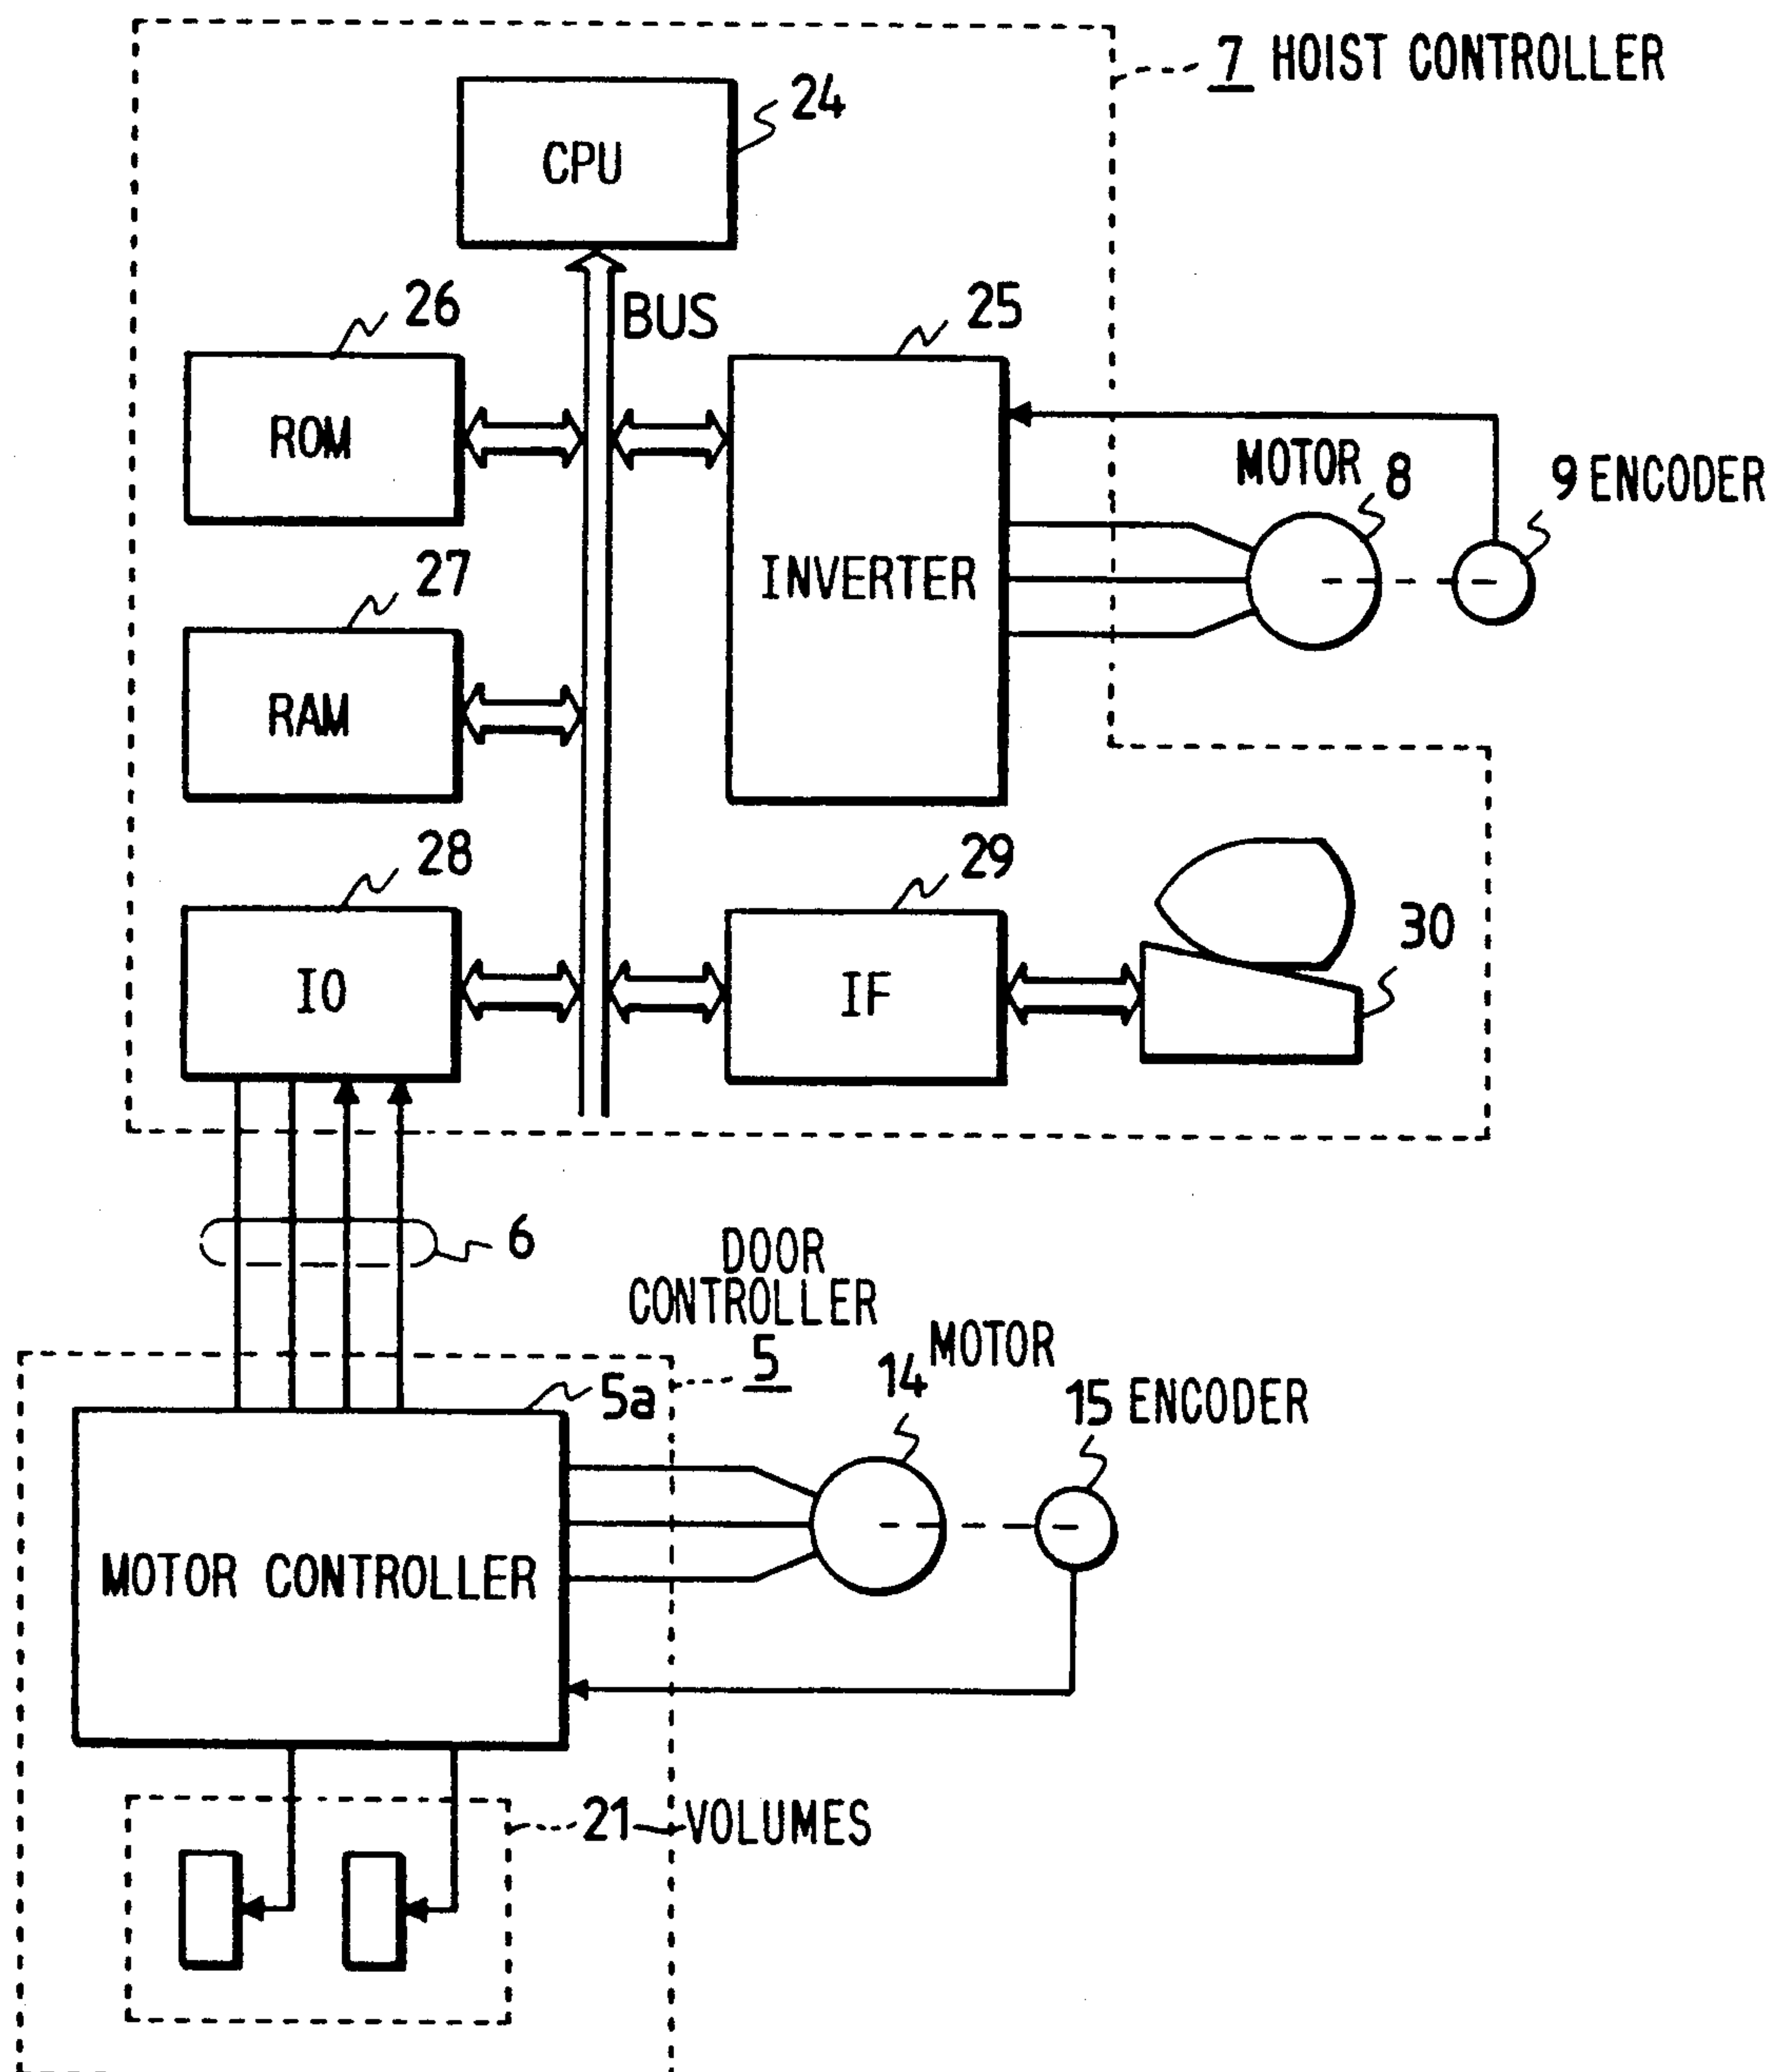 7 HOIST CONTROLLER
24
CPU
BUS
26
25
ROM
MOTOR 8
9 ENCODER
INVERTER
27
RAM
28
29
30
IO
IF
6
DOOR
CONTROLLER
5
14 MOTOR
5a
15 ENCODER
MOTOR CONTROLLER
21 VOLUMES